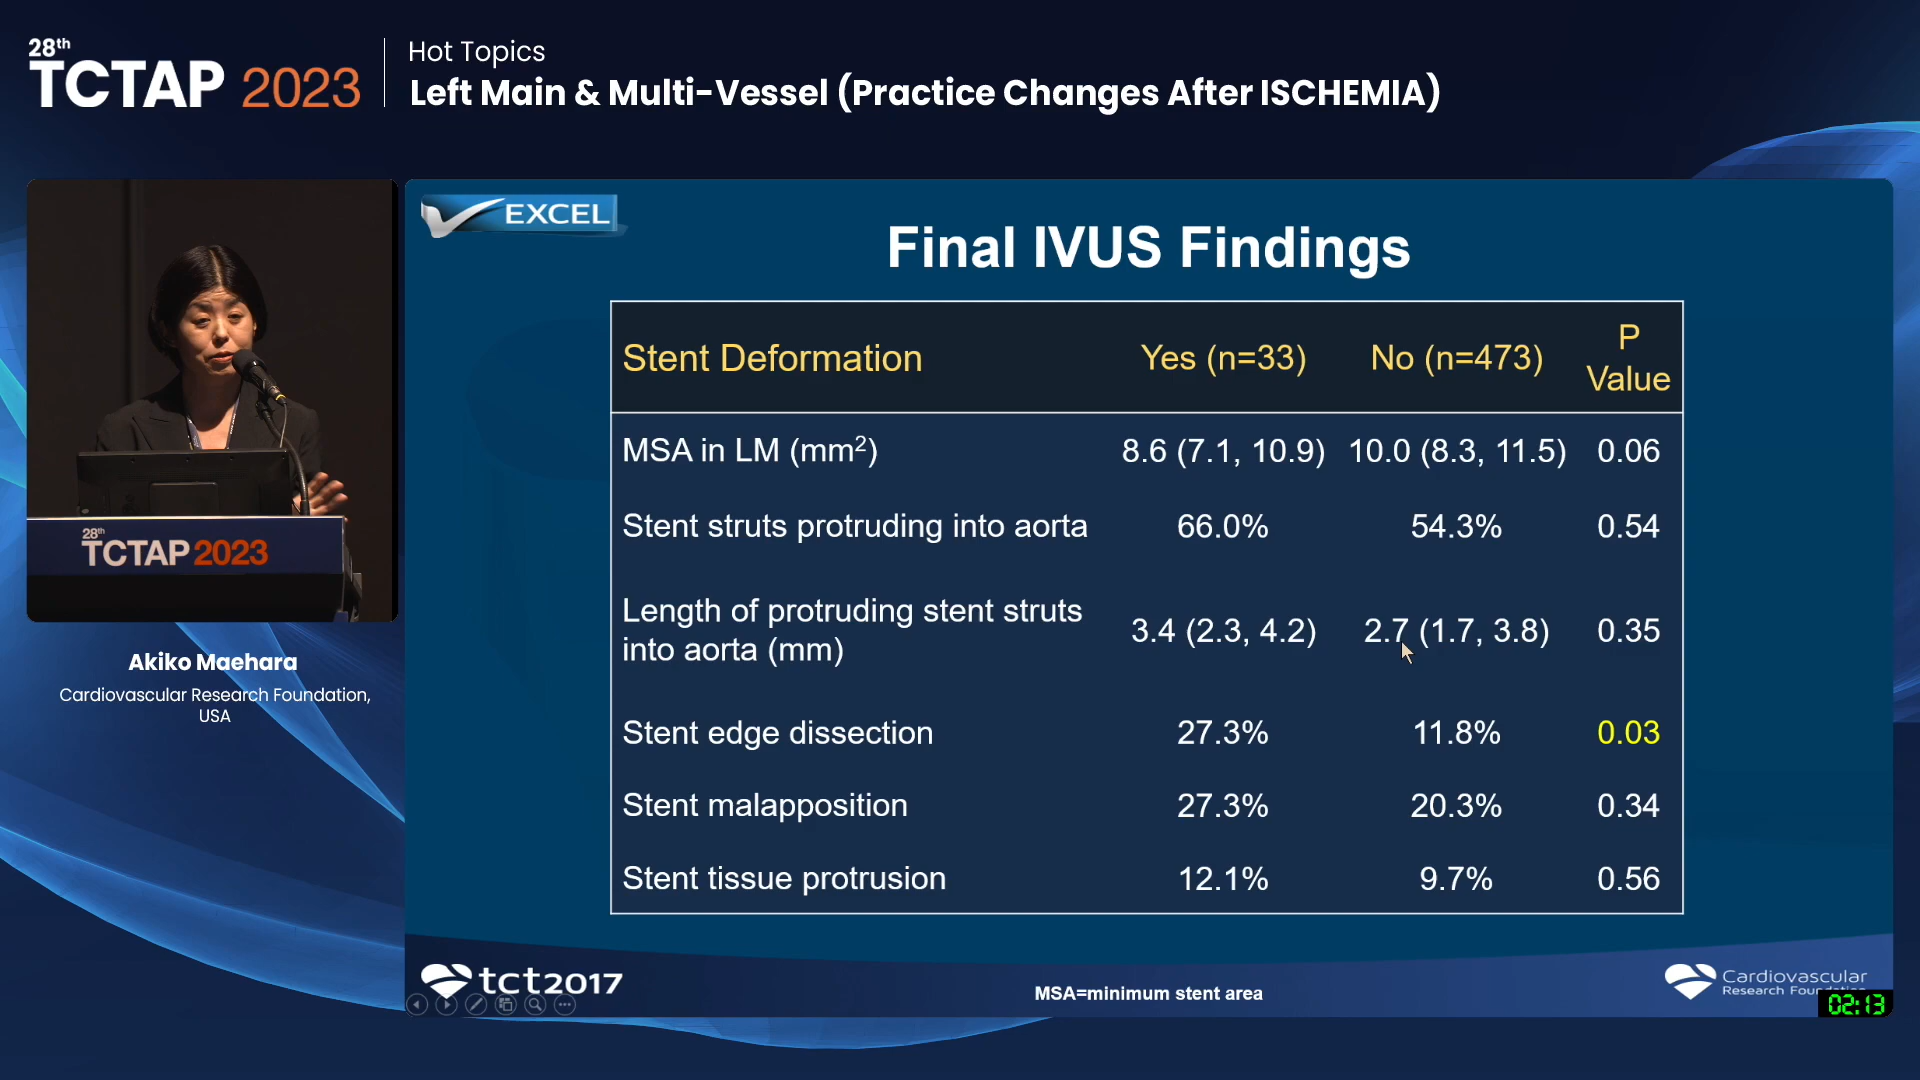 28th
TCTAP 2023
Hot Topics
Left Main & Multi-Vessel (Practice Changes After ISCHEMIA)
28th
TCTAP 2023
Akiko Maehara
Cardiovascular Research Foundation,
USA
EXCEL
Final IVUS Findings
Stent Deformation Yes (n=33) No (n=473) P Value
MSA in LM (mm²) 8.6 (7.1, 10.9) 10.0 (8.3, 11.5) 0.06
Stent struts protruding into aorta 66.0% 54.3% 0.54
Length of protruding stent struts
into aorta (mm) 3.4 (2.3, 4.2) 2.7 (1.7, 3.8) 0.35
Stent edge dissection 27.3% 11.8% 0.03
Stent malapposition 27.3% 20.3% 0.34
Stent tissue protrusion 12.1% 9.7% 0.56
tct2017
MSA=minimum stent area
Cardiovascular
Research
02:13